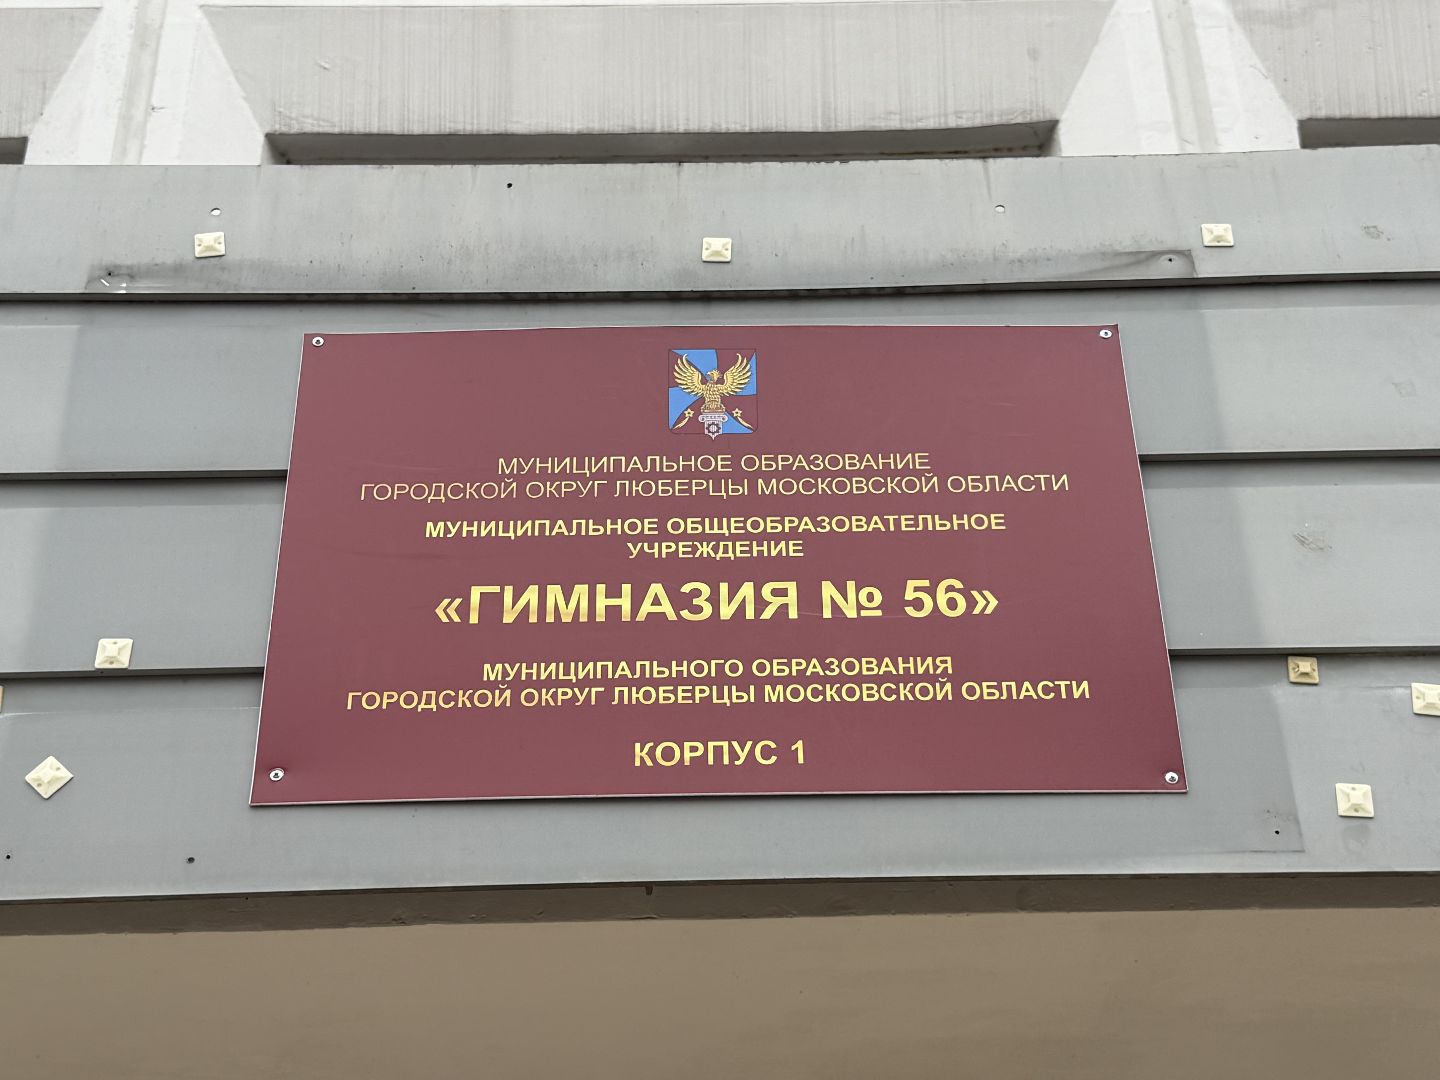 МУНИЦИПАЛЬНОЕ ОБРАЗОВАНИЕ
ГОРОДСКОЙ ОКРУГ ЛЮБЕРЦЫ МОСКОВСКОЙ ОБЛАСТИ
МУНИЦИПАЛЬНОЕ ОБЩЕОБРАЗОВАТЕЛЬНОЕ
УЧРЕЖДЕНИЕ
«ГИМНАЗИЯ № 56»
МУНИЦИПАЛЬНОГО ОБРАЗОВАНИЯ
ГОРОДСКОЙ ОКРУГ ЛЮБЕРЦЫ МОСКОВСКОЙ ОБЛАСТИ
КОРПУС 1